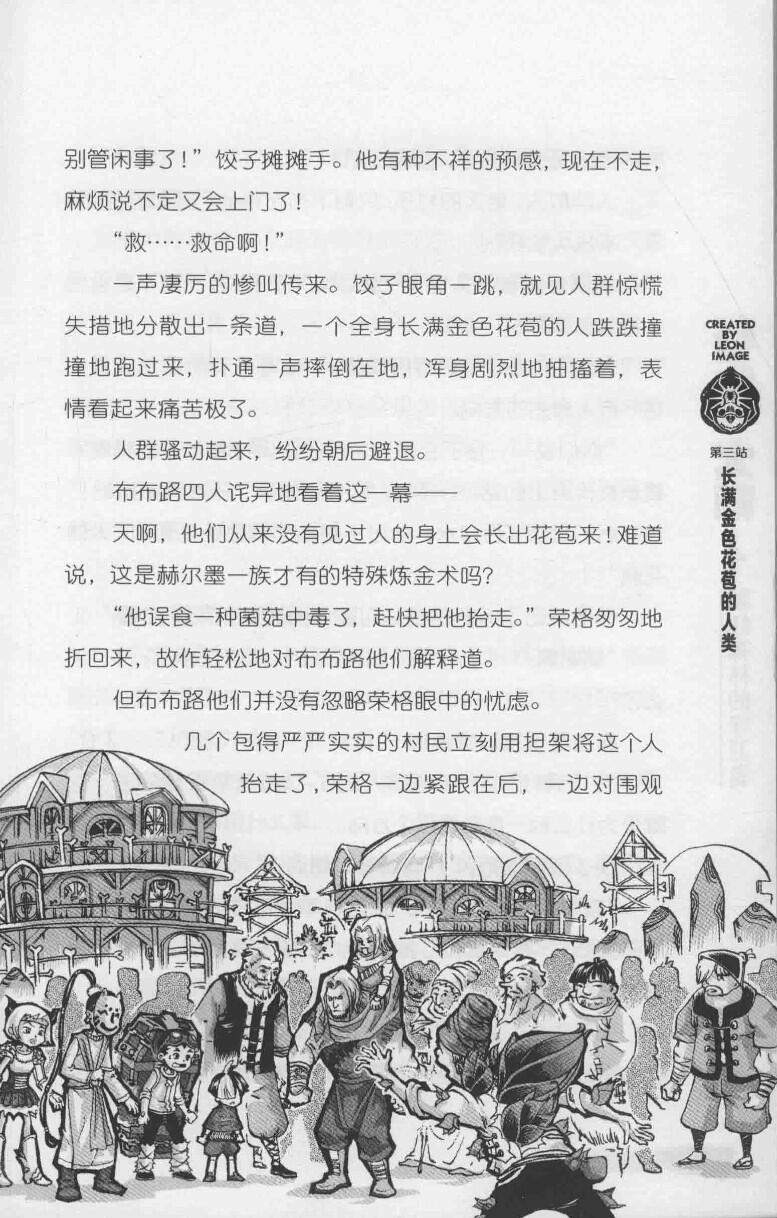 别管闲事了！”饺子摊摊手。他有种不祥的预感，现在不走，
麻烦说不定又会上门了！
“救……救命啊！”
一声凄厉的惨叫传来。饺子眼角一跳，就见人群惊慌
失措地分散出一条道，一个全身长满金色花苞的人跌跌撞
撞地跑过来，扑通一声摔倒在地，浑身剧烈地抽搐着，表
情看起来痛苦极了。
人群骚动起来，纷纷朝后避退。
布布路四人诧异地看着这一幕——
天啊，他们从来没有见过人的身上会长出花苞来！难道
说，这是赫尔墨一族才有的特殊炼金术吗？
“他误食一种菌菇中毒了，赶快把他抬走。”荣格匆匆地
折回来，故作轻松地对布布路他们解释道。
但布布路他们并没有忽略荣格眼中的忧虑。
几个包得严严实实的村民立刻用担架将这个人
抬走了，荣格一边紧跟在后，一边对围观
CREATED
BY
LEON
IMAGE
第三站
长满金色花苞的人类